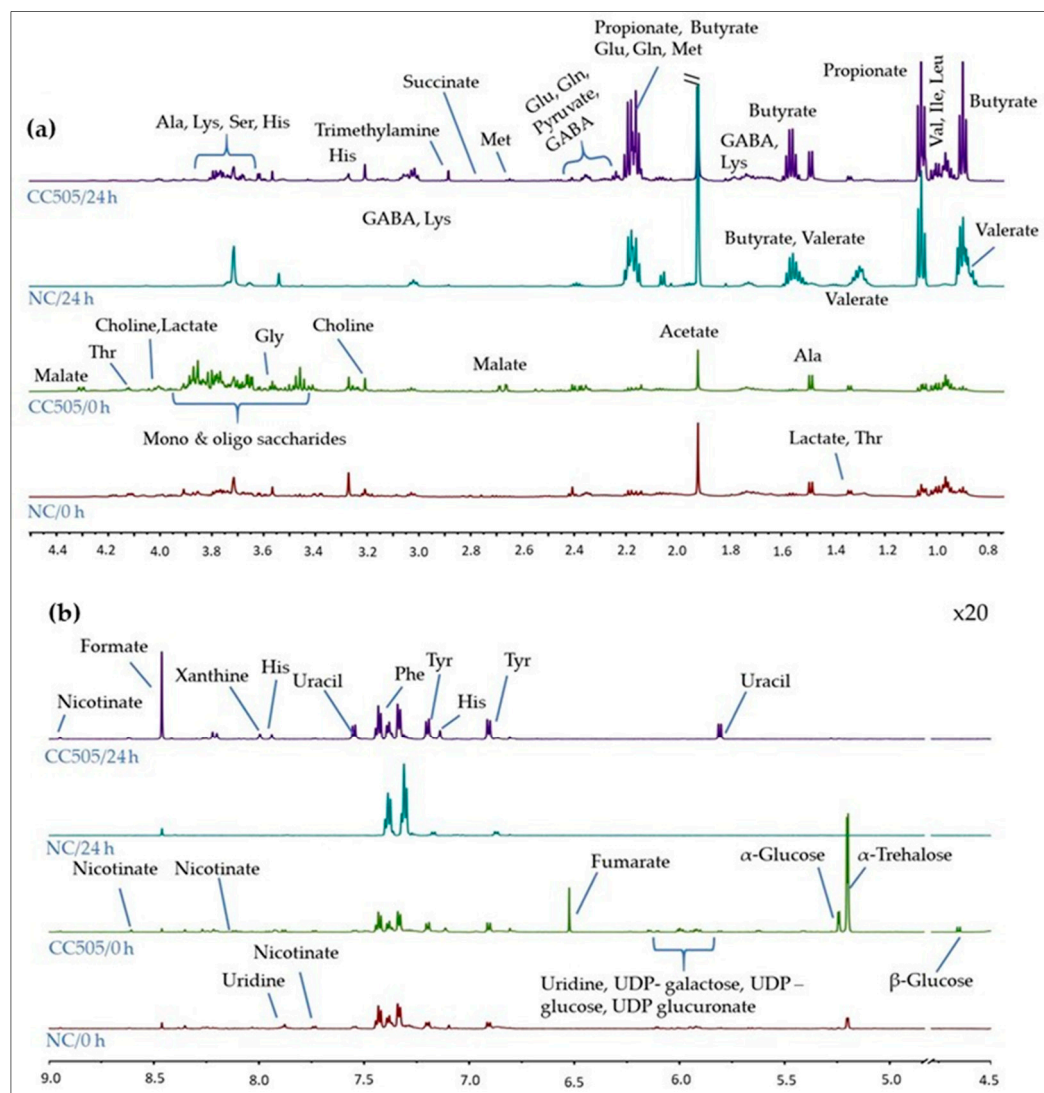 Propionate, Butyrate
Glu, Gln, Met
Succinate
Glu, Gln,
Pyruvate,
GABA
Propionate
Val, Ile, Leu
(a)
Ala, Lys, Ser, His
Trimethylamine
His
Met
Butyrate
GABA,
Lys
Butyrate
CC505/24 h
GABA, Lys
Butyrate, Valerate
Valerate
NC/24 h
Valerate
Choline,Lactate
Thr
Malate
Gly
Choline
Malate
Acetate
Ala
CC505/0 h
Mono & oligo saccharides
Lactate, Thr
NC/0 h
4.4 4.2 4.0 3.8 3.6 3.4 3.2 3.0 2.8 2.6 2.4 2.2 2.0 1.8 1.6 1.4 1.2 1.0 0.8
(b)
x20
Formate
Nicotinate
Xanthine
His
Uracil
Phe
Tyr
His
Tyr
Uracil
CC505/24 h
NC/24 h
Nicotinate
Nicotinate
Fumarate
α-Glucose
α-Trehalose
CC505/0 h
Nicotinate
Uridine
Uridine, UDP- galactose, UDP –
glucose, UDP glucuronate
β-Glucose
NC/0 h
9.0 8.5 8.0 7.5 7.0 6.5 6.0 5.5 5.0 4.5